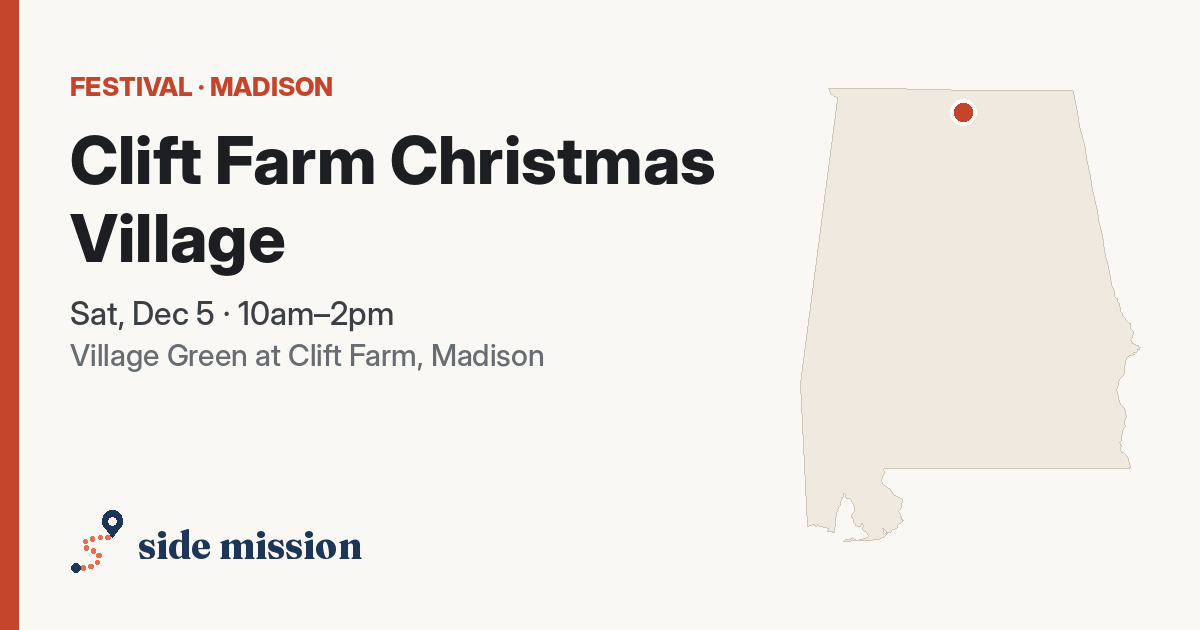 FESTIVAL · MADISON
Clift Farm Christmas
Village
Sat, Dec 5 · 10am–2pm
Village Green at Clift Farm, Madison
side mission